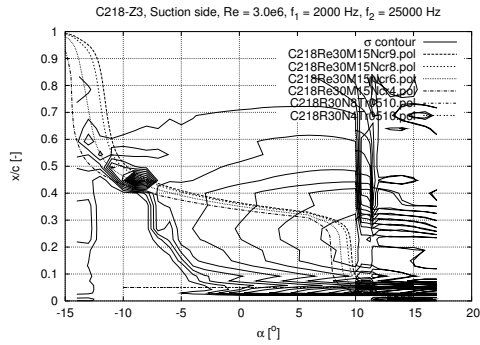 C218-Z3, Suction side, Re = 3.0e6, f1 = 2000 Hz, f2 = 25000 Hz
σ contour
C218Re30M15Ncr9.pol
C218Re30M15Ncr8.pol
C218Re30M15Ncr6.pol
C218Re30M15Ncr4.pol
C218R30N8Tr0510.pol
C218R30N4Tr0510.pol
x/c [-]
1
0.9
0.8
0.7
0.6
0.5
0.4
0.3
0.2
0.1
0
-15
-10
-5
0
5
10
15
20
α [o]